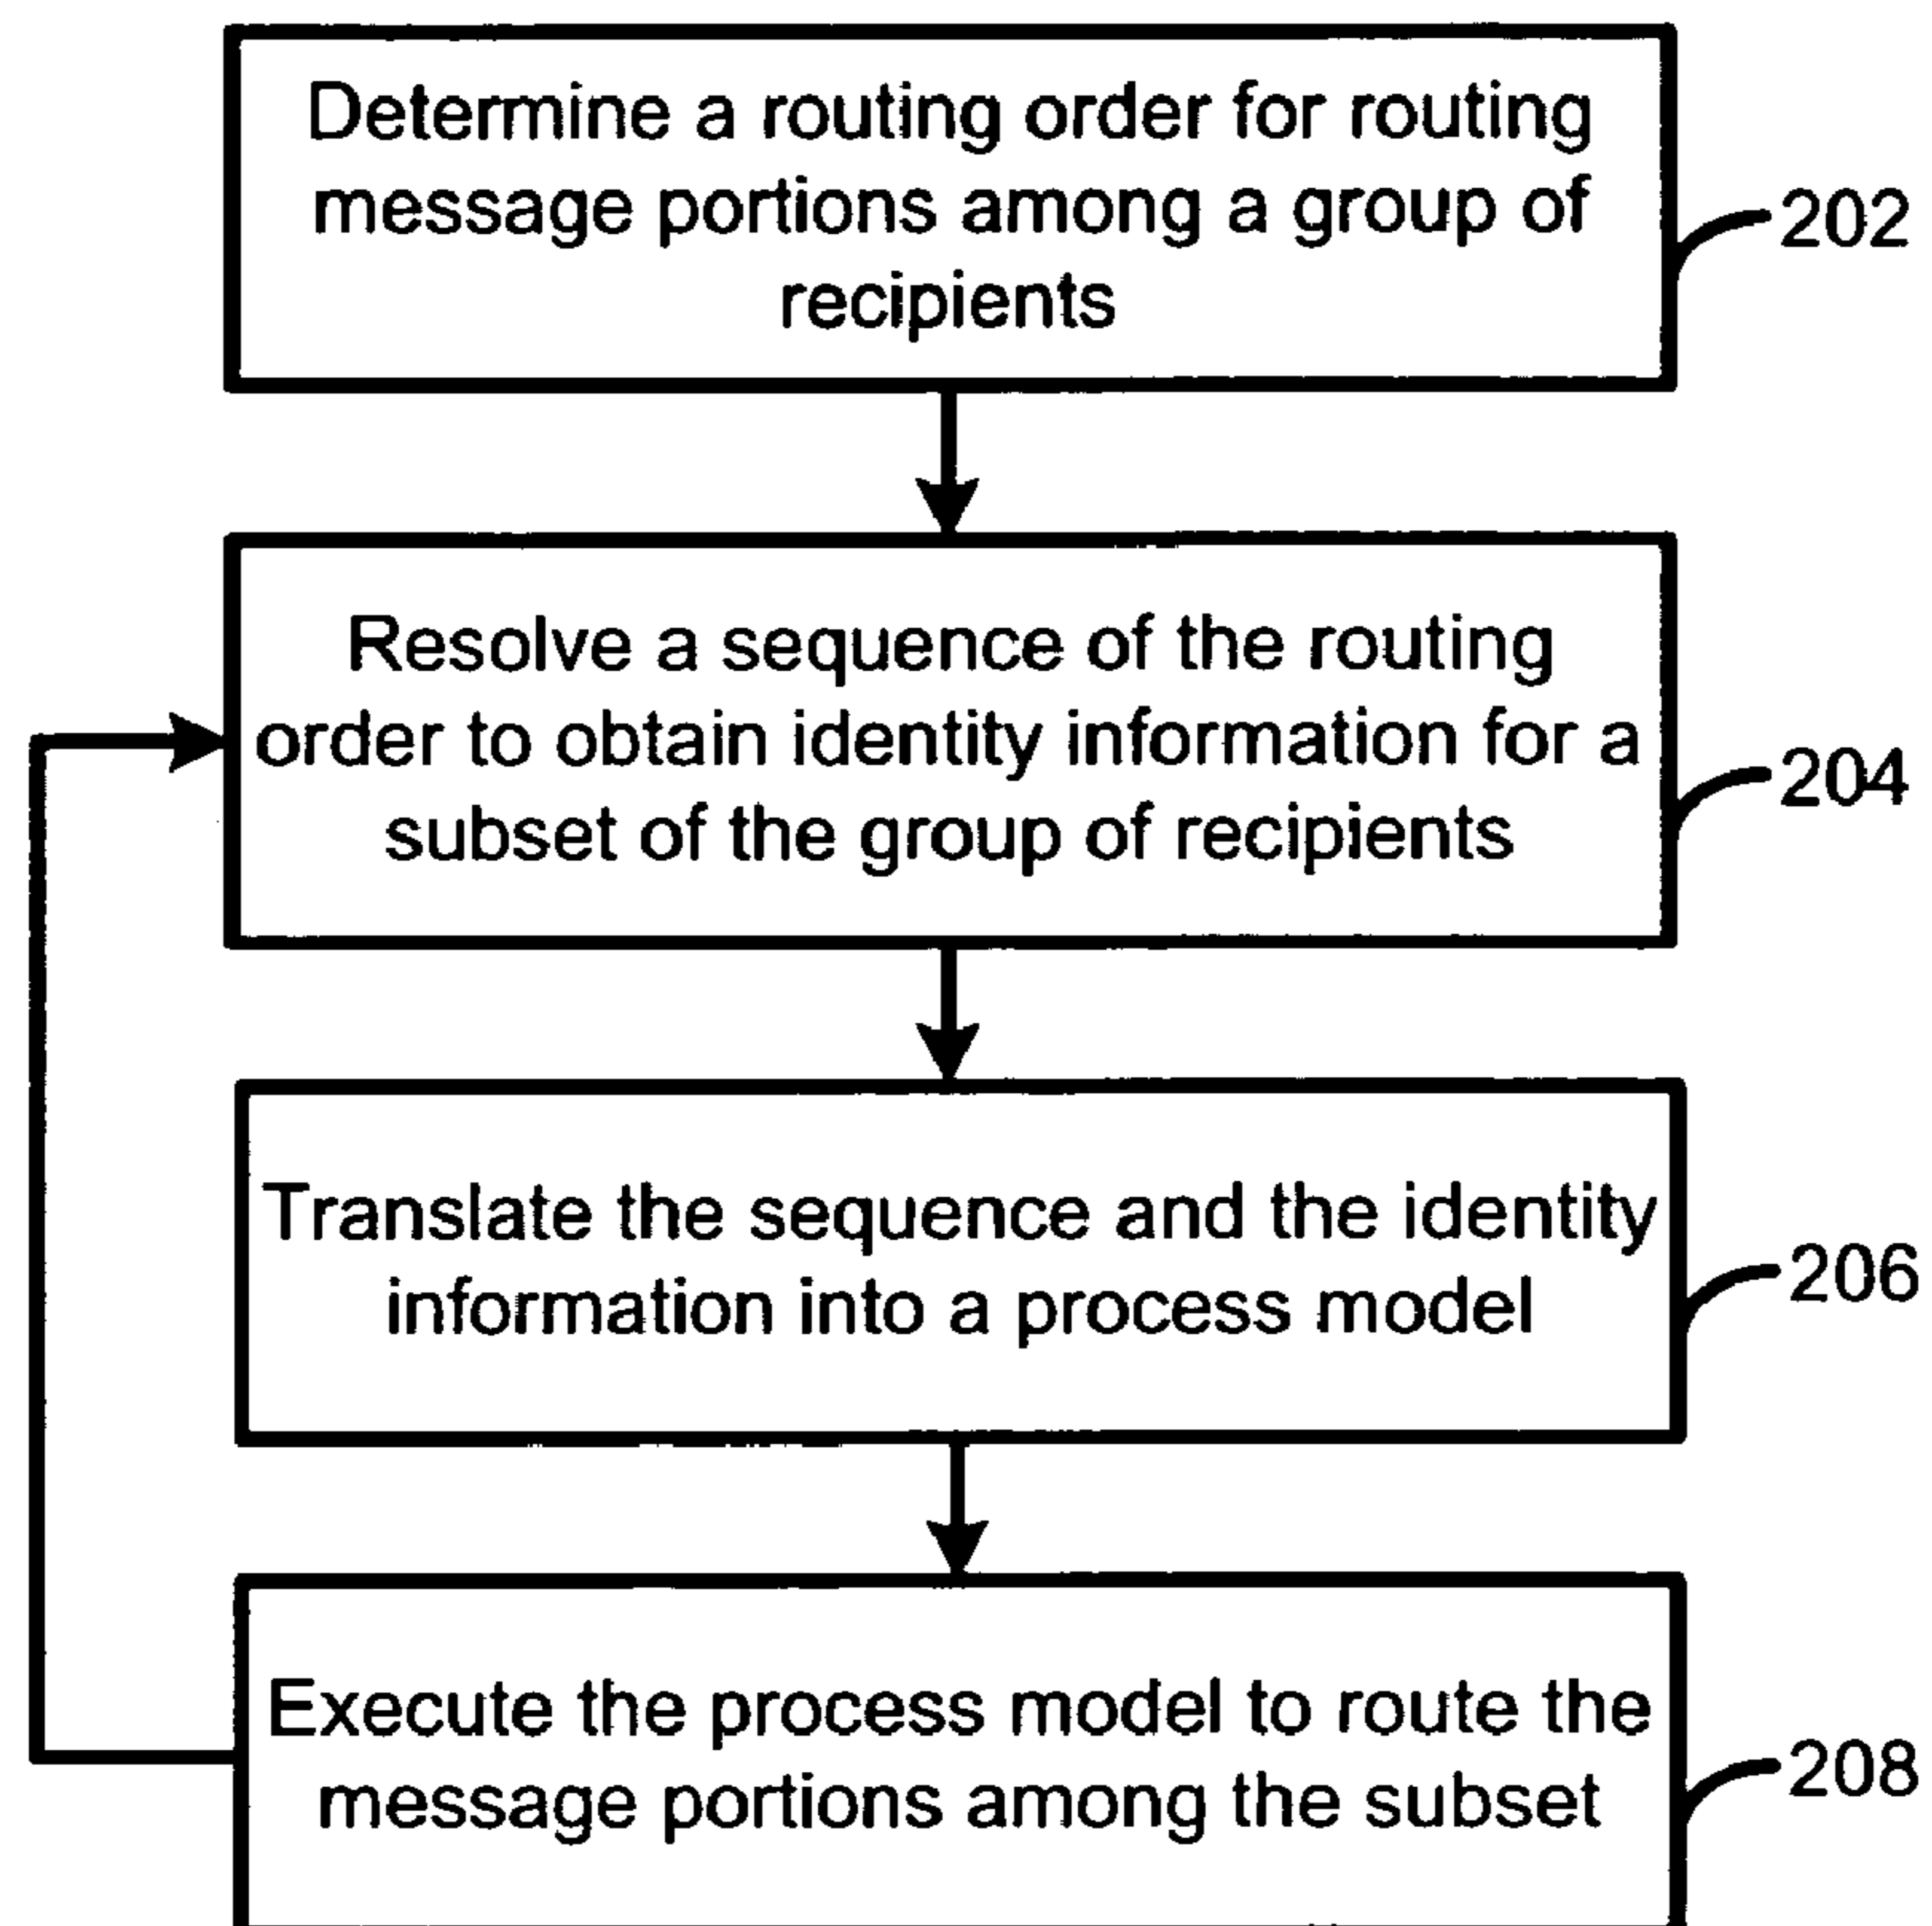 Determine a routing order for routing
message portions among a group of
recipients
202
Resolve a sequence of the routing
order to obtain identity information for a
subset of the group of recipients
204
Translate the sequence and the identity
information into a process model
206
Execute the process model to route the
message portions among the subset
208